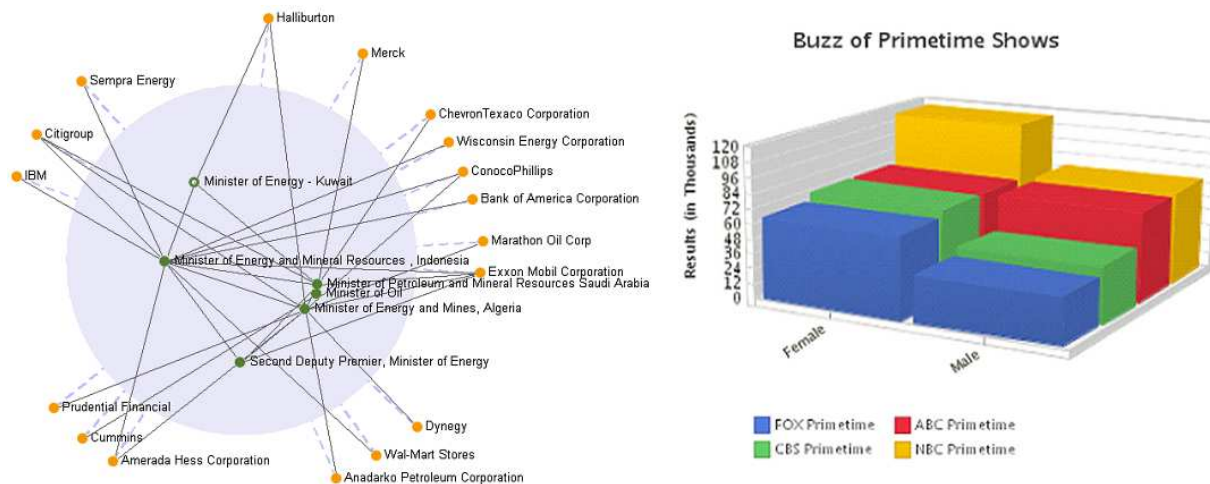 Halliburton
Merck
Sempra Energy
ChevronTexaco Corporation
Citigroup
Wisconsin Energy Corporation
ConocoPhillips
IBM
Minister of Energy - Kuwait
Bank of America Corporation
Marathon Oil Corp
Minister of Energy and Mineral Resources , Indonesia
Exxon Mobil Corporation
Minister of Petroleum and Mineral Resources Saudi Arabia
Minister of Oil
Minister of Energy and Mines, Algeria
Second Deputy Premier, Minister of Energy
Prudential Financial
Dynegy
Cummins
Wal-Mart Stores
Amerada Hess Corporation
Anadarko Petroleum Corporation
Buzz of Primetime Shows
Results (in Thousands)
120
108
96
84
72
60
48
36
24
12
0
Female
Male
FOX Primetime
ABC Primetime
CBS Primetime
NBC Primetime